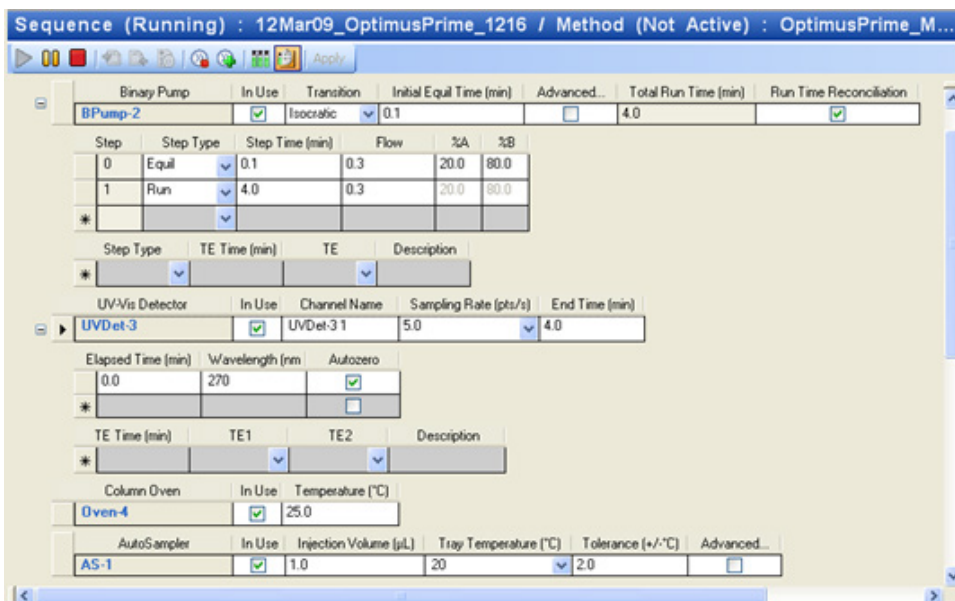 Sequence (Running) : 12Mar09_OptimusPrime_1216 / Method (Not Active) : OptimusPrime_M...
Apply
Binary Pump In Use Transition Initial Equil Time (min) Advanced... Total Run Time (min) Run Time Reconciliation
BPump-2 Isocratic 0.1 4.0
Step Step Type Step Time (min) Flow %A %B
0 Equil 0.1 0.3 20.0 80.0
1 Run 4.0 0.3 20.0 80.0
Step Type TE Time (min) TE Description
UV-Vis Detector In Use Channel Name Sampling Rate (pts/s) End Time (min)
UVDet-3 UVDet-3 1 5.0 4.0
Elapsed Time (min) Wavelength (nm Autozero
0.0 270
TE Time (min) TE1 TE2 Description
Column Oven In Use Temperature (°C)
Oven-4 25.0
AutoSampler In Use Injection Volume (µL) Tray Temperature (°C) Tolerance (+/-°C) Advanced...
AS-1 1.0 20 2.0